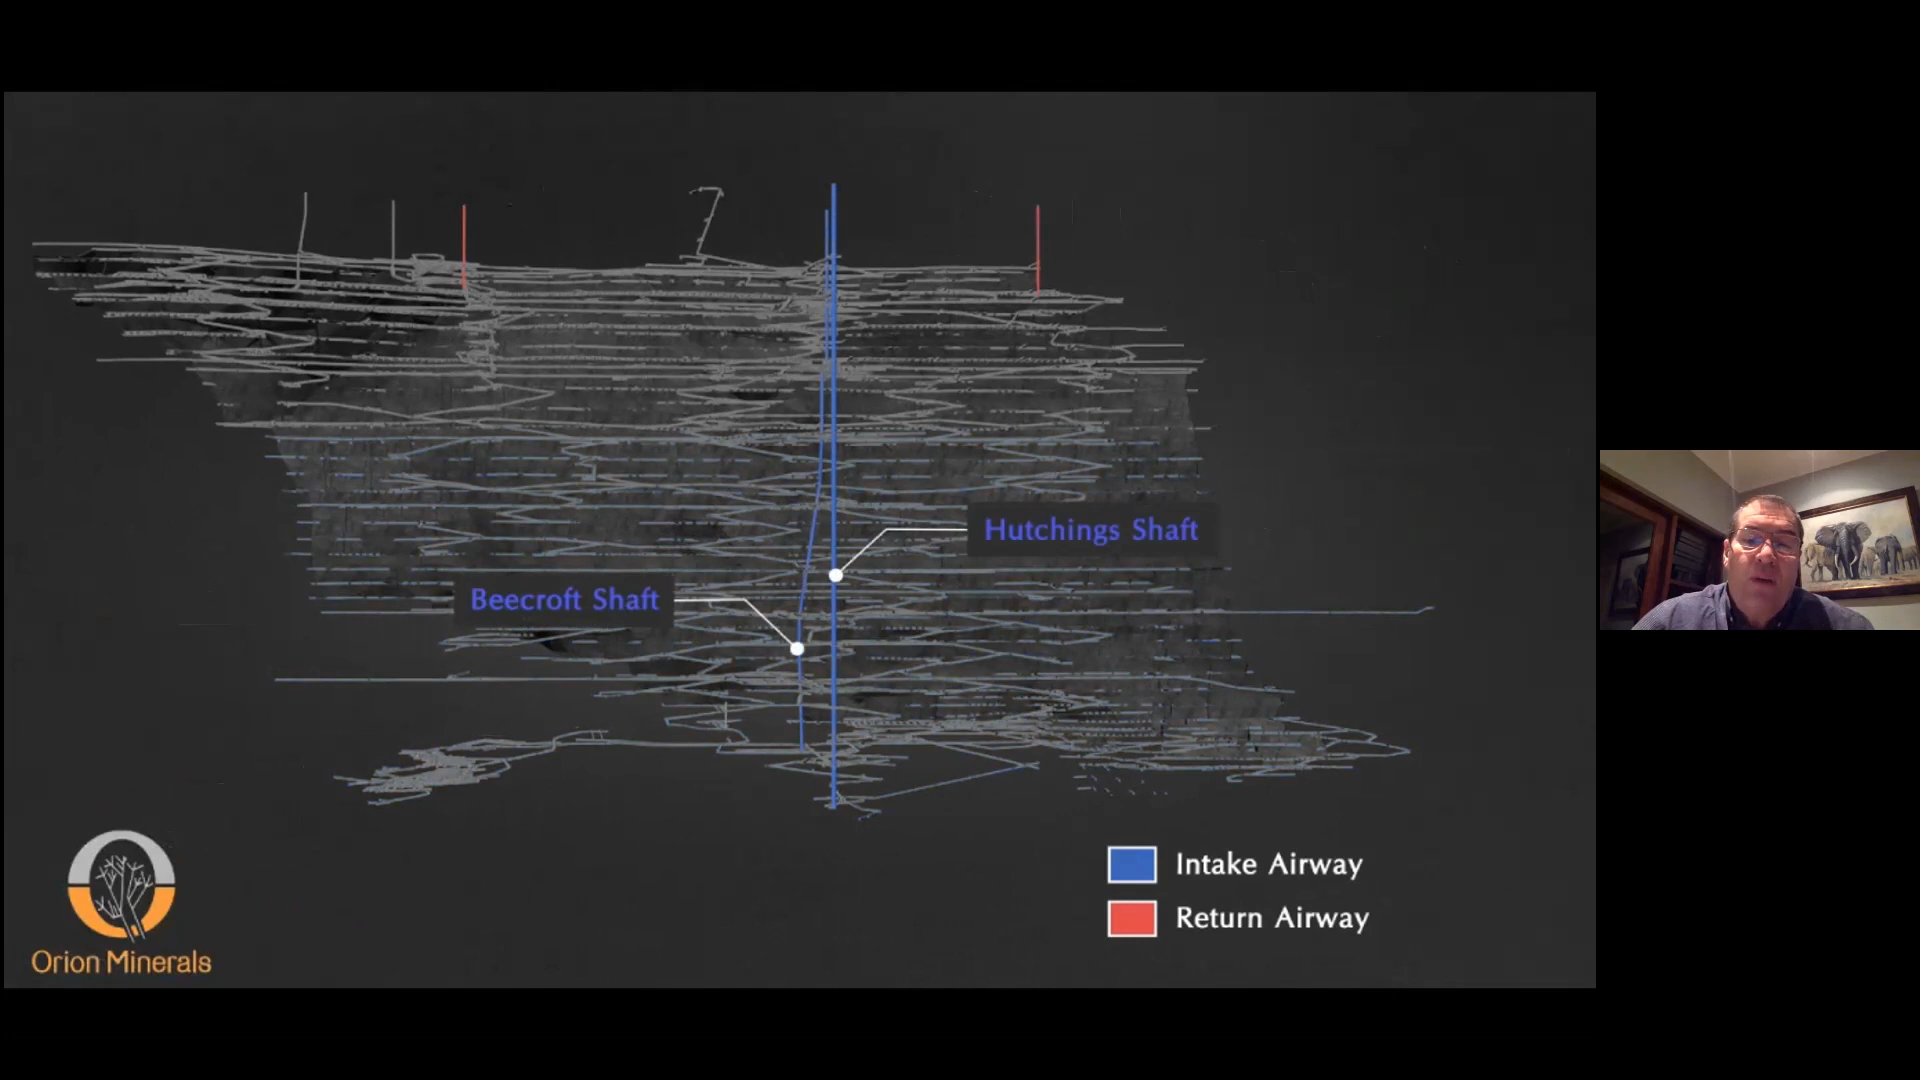 Hutchings Shaft
Beecroft Shaft
Intake Airway
Return Airway
Orion Minerals